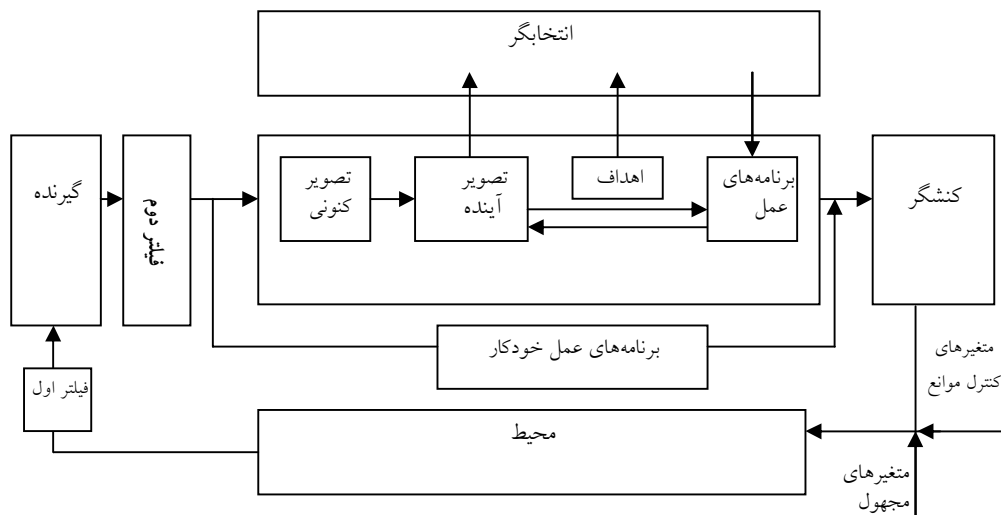 انتخابگر
گیرنده
فیلتر دوم
تصویر
کنونی
تصویر
آینده
اهداف
برنامه‌های
عمل
کنشگر
برنامه‌های عمل خودکار
متغیرهای
کنترل موانع
فیلتر اول
محیط
متغیرهای
مجهول